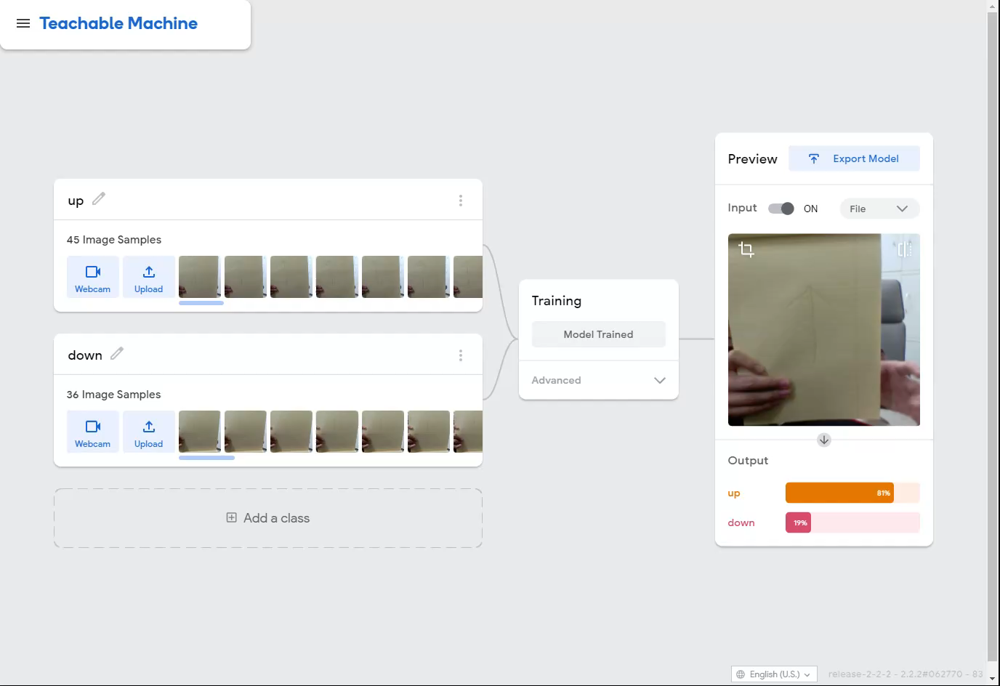 Teachable Machine
Preview
Export Model
up
Input
ON
File
45 Image Samples
Webcam
Upload
Training
Model Trained
down
Advanced
36 Image Samples
Webcam
Upload
Output
up
81%
down
19%
Add a class
English (U.S.)
release-2-2-2 - 2.2.2#062770 - 83